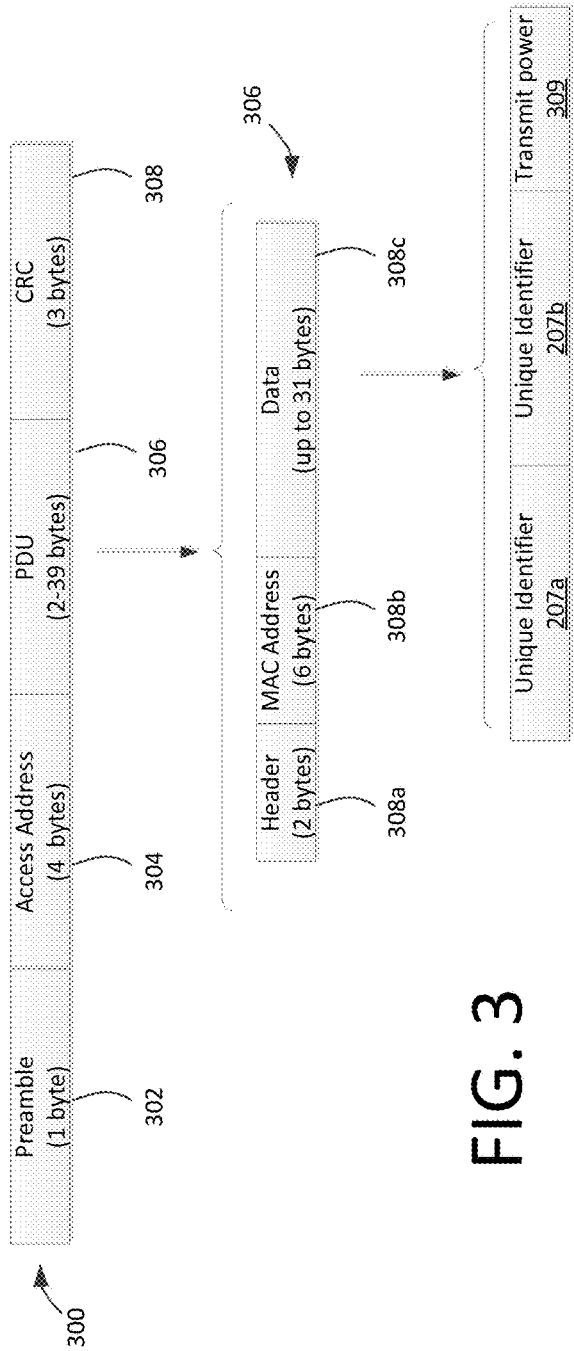 300
Preamble
(1 byte)
302
Access Address
(4 bytes)
304
PDU
(2-39 bytes)
306
CRC
(3 bytes)
308
306
Header
(2 bytes)
308a
MAC Address
(6 bytes)
308b
Data
(up to 31 bytes)
308c
Unique Identifier
207a
Unique Identifier
207b
Transmit power
309
FIG. 3